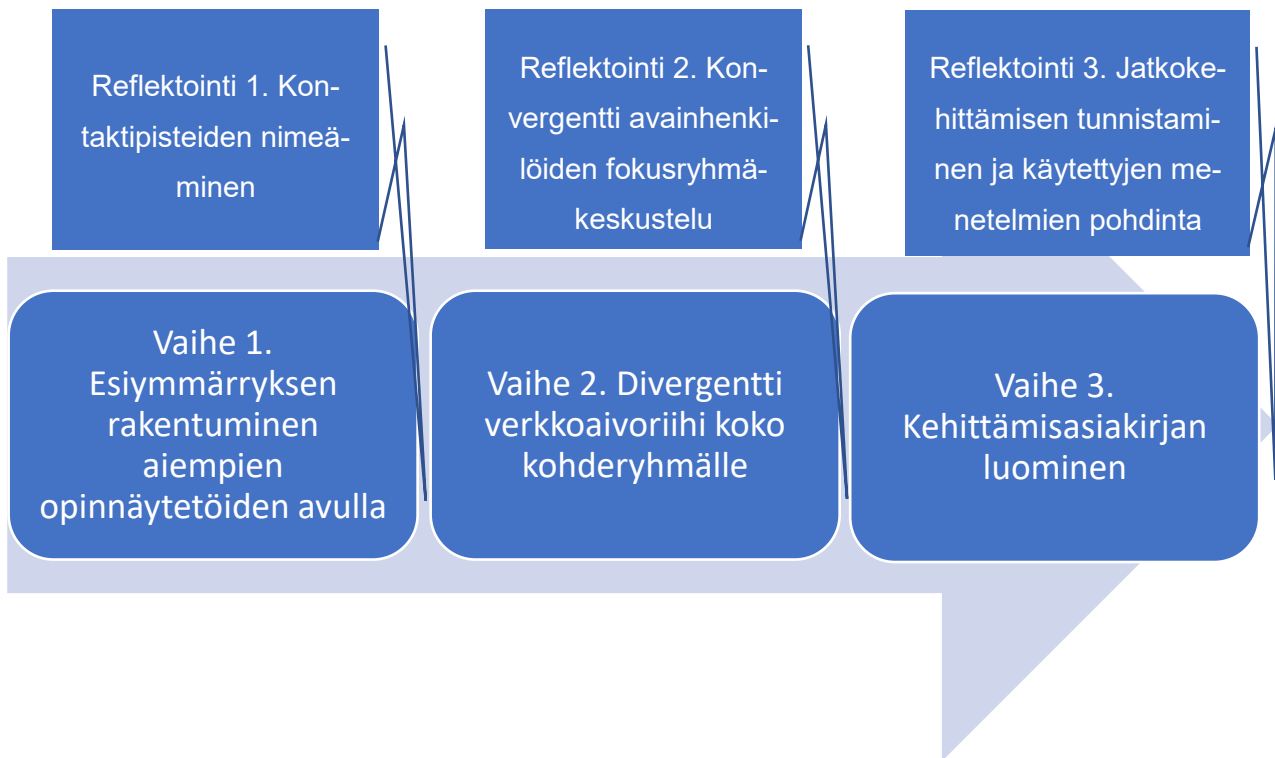 Reflektointi 1. Kon-
taktipisteiden nimeä-
minen
Reflektointi 2. Kon-
vergentti avainhenki-
löiden fokusryhmä-
keskustelu
Reflektointi 3. Jatkoke-
hittämisen tunnistami-
nen ja käytettyjen me-
netelmien pohdinta
Vaihe 1.
Esiymmärryksen
rakentuminen
aiempien
opinnäytetöiden avulla
Vaihe 2. Divergentti
verkkoaivoriihi koko
kohderyhmälle
Vaihe 3.
Kehittämisasiakirjan
luominen